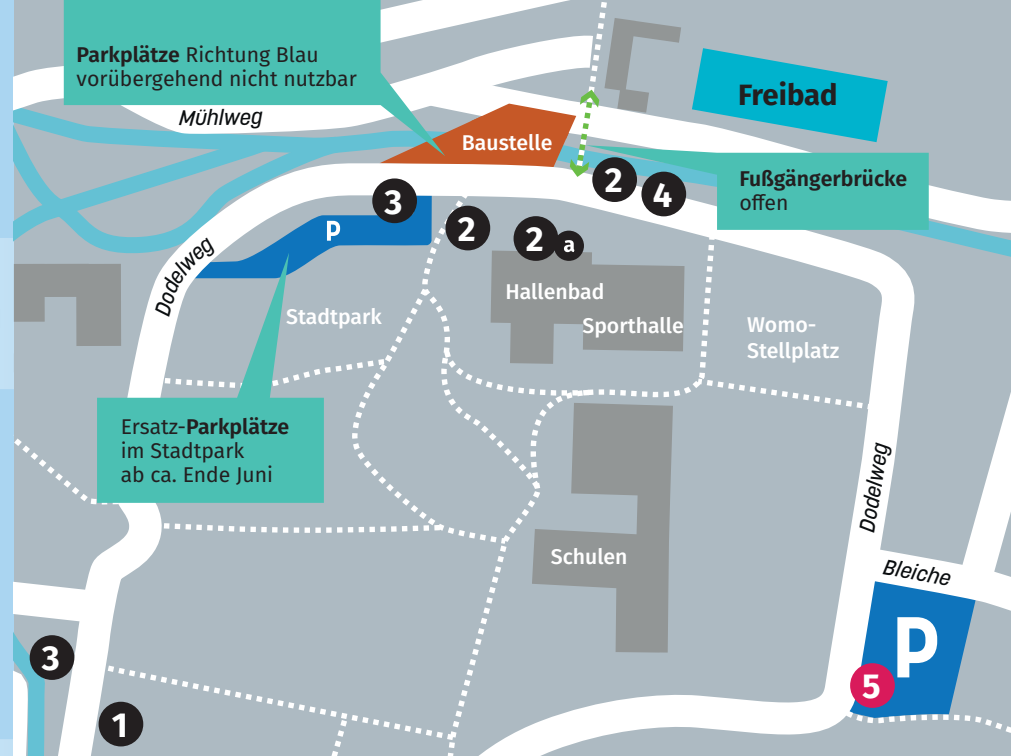 Parkplätze Richtung Blau
vorübergehend nicht nutzbar
Mühlweg
Freibad
Baustelle
Fußgängerbrücke
offen
2
4
3
P
2
2
a
Dodelweg
Hallenbad
Stadtpark
Sporthalle
Womo-
Stellplatz
Ersatz-Parkplätze
im Stadtpark
ab ca. Ende Juni
Dodelweg
Schulen
Bleiche
P
3
5
1